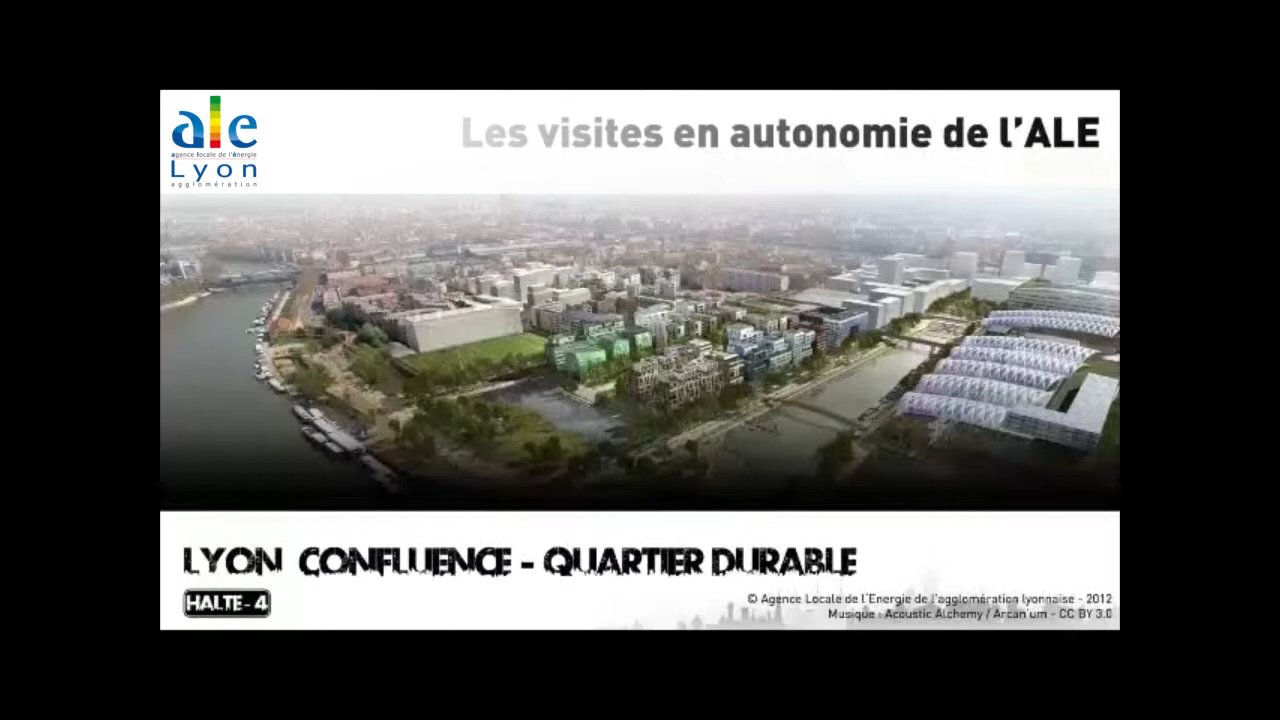 ale
agence locale de l'énergie
Lyon
agglomération
Les visites en autonomie de l'ALE
LYON CONFLUENCE - QUARTIER DURABLE
HALTE - 4
© Agence Locale de l'Energie de l'agglomération lyonnaise - 2012
Musique : Acoustic Alchemy / Arcan'um - CC BY 3.0